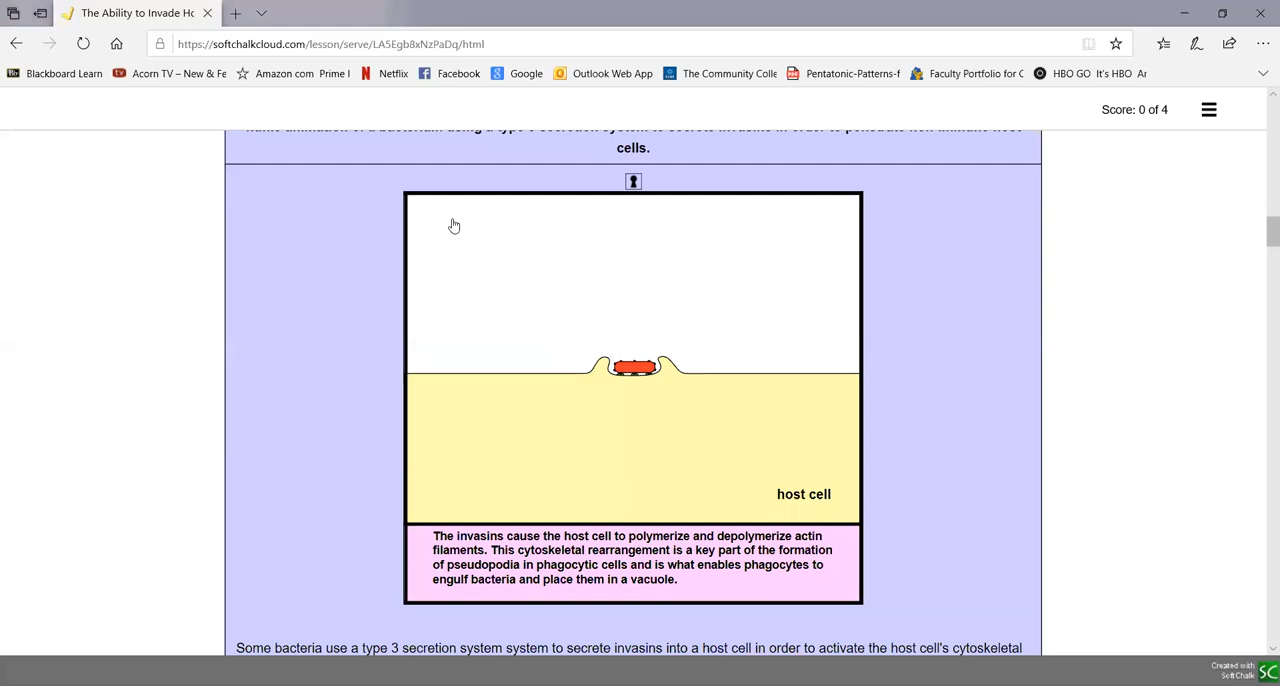 The Ability to Invade Ho
https://softchalkcloud.com/lesson/serve/LA5Egb8xNzPaDq/html
Blackboard Learn Acorn TV – New & Fe Amazon com Prime I Netflix Facebook Google Outlook Web App The Community Colle Pentatonic-Patterns-f Faculty Portfolio for C HBO GO It's HBO Ar
Score: 0 of 4
cells.
host cell
The invasins cause the host cell to polymerize and depolymerize actin
filaments. This cytoskeletal rearrangement is a key part of the formation
of pseudopodia in phagocytic cells and is what enables phagocytes to
engulf bacteria and place them in a vacuole.
Some bacteria use a type 3 secretion system system to secrete invasins into a host cell in order to activate the host cell's cytoskeletal
Created with
SoftChalk
SC